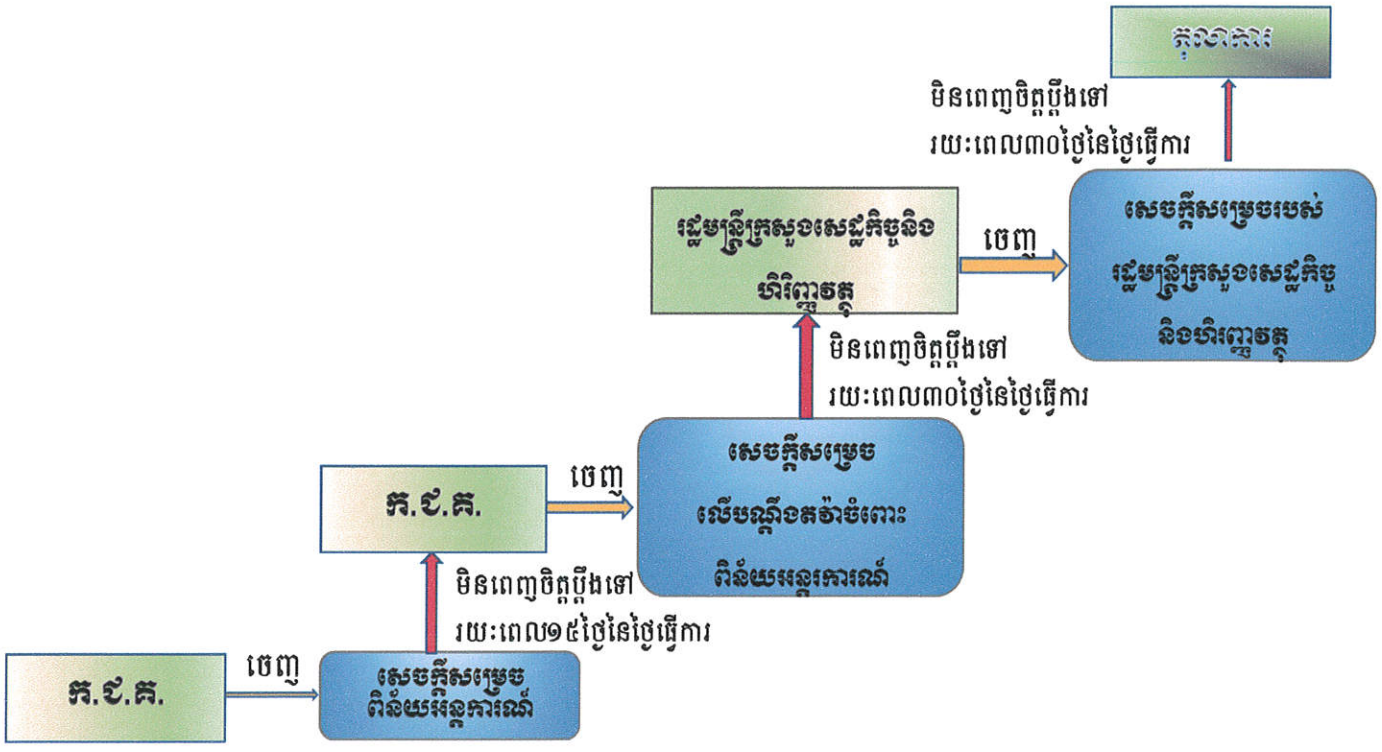 តុលាការ
មិនពេញចិត្តប្ដឹងទៅ
រយៈពេល៣០ថ្ងៃនៃថ្ងៃធ្វើការ
រដ្ឋមន្ត្រីក្រសួងសេដ្ឋកិច្ចនិង
ហិរិញ្ញវត្ថុ
ចេញ
សេចក្ដីសម្រេចរបស់
រដ្ឋមន្ត្រីក្រសួងសេដ្ឋកិច្ច
និងហិរញ្ញវត្ថុ
មិនពេញចិត្តប្ដឹងទៅ
រយៈពេល៣០ថ្ងៃនៃថ្ងៃធ្វើការ
ក.ជ.គ.
ចេញ
សេចក្ដីសម្រេច
លើបណ្ដឹងតវ៉ាចំពោះ
ពិន័យអន្តរការណ៍
មិនពេញចិត្តប្ដឹងទៅ
រយៈពេល១៥ថ្ងៃនៃថ្ងៃធ្វើការ
ក.ជ.គ.
ចេញ
សេចក្ដីសម្រេច
ពិន័យអន្តការណ៍